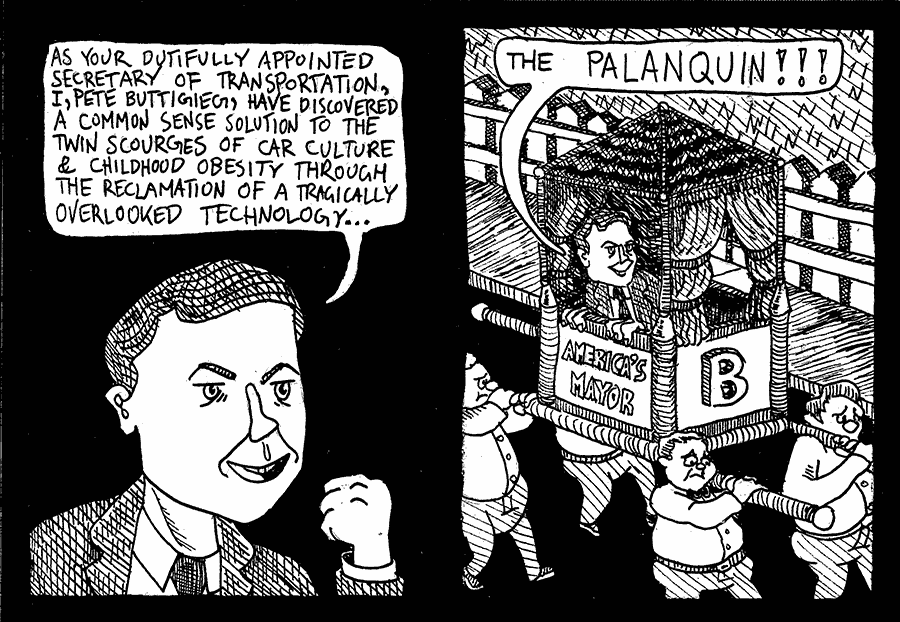 AS YOUR DUTIFULLY APPOINTED
SECRETARY OF TRANSPORTATION,
I, PETE BUTTIGIEG, HAVE DISCOVERED
A COMMON SENSE SOLUTION TO THE
TWIN SCOURGES OF CAR CULTURE
& CHILDHOOD OBESITY THROUGH
THE RECLAMATION OF A TRAGICALLY
OVERLOOKED TECHNOLOGY...
THE PALANQUIN!!!
AMERICA'S
MAYOR
B